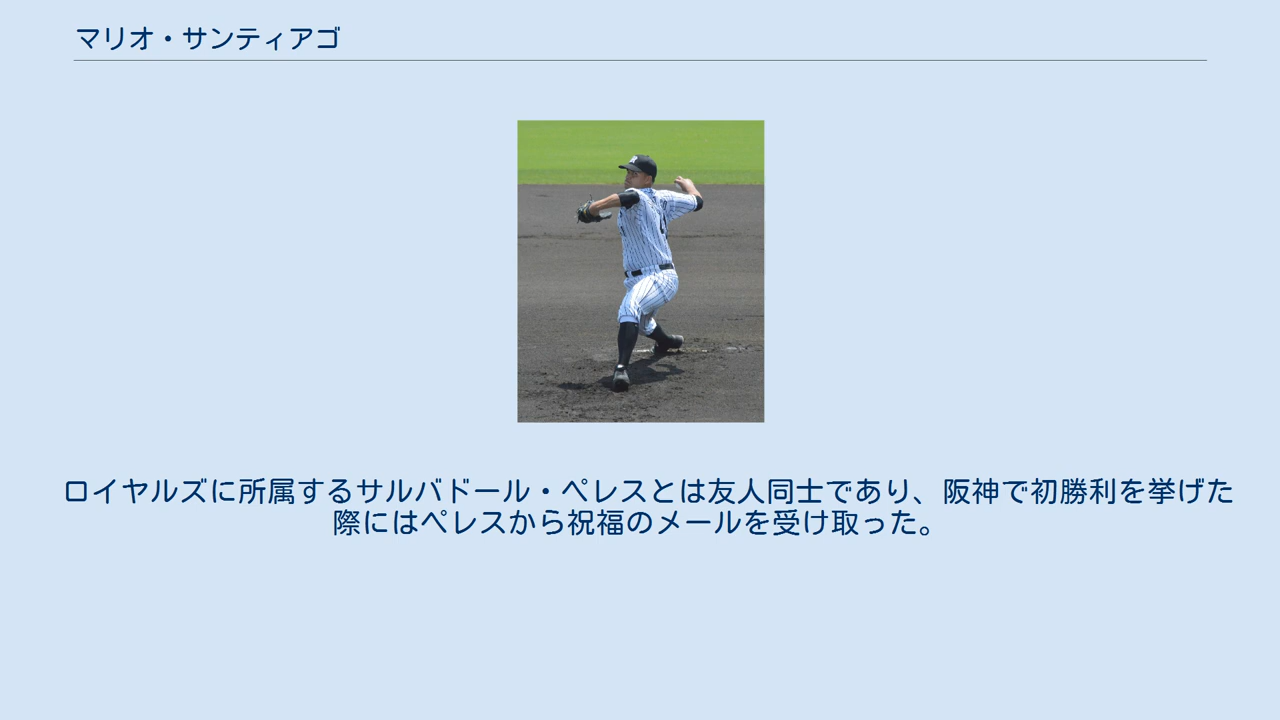 マリオ・サンティアゴ
ロイヤルズに所属するサルバドール・ペレスとは友人同士であり、阪神で初勝利を挙げた
際にはペレスから祝福のメールを受け取った。